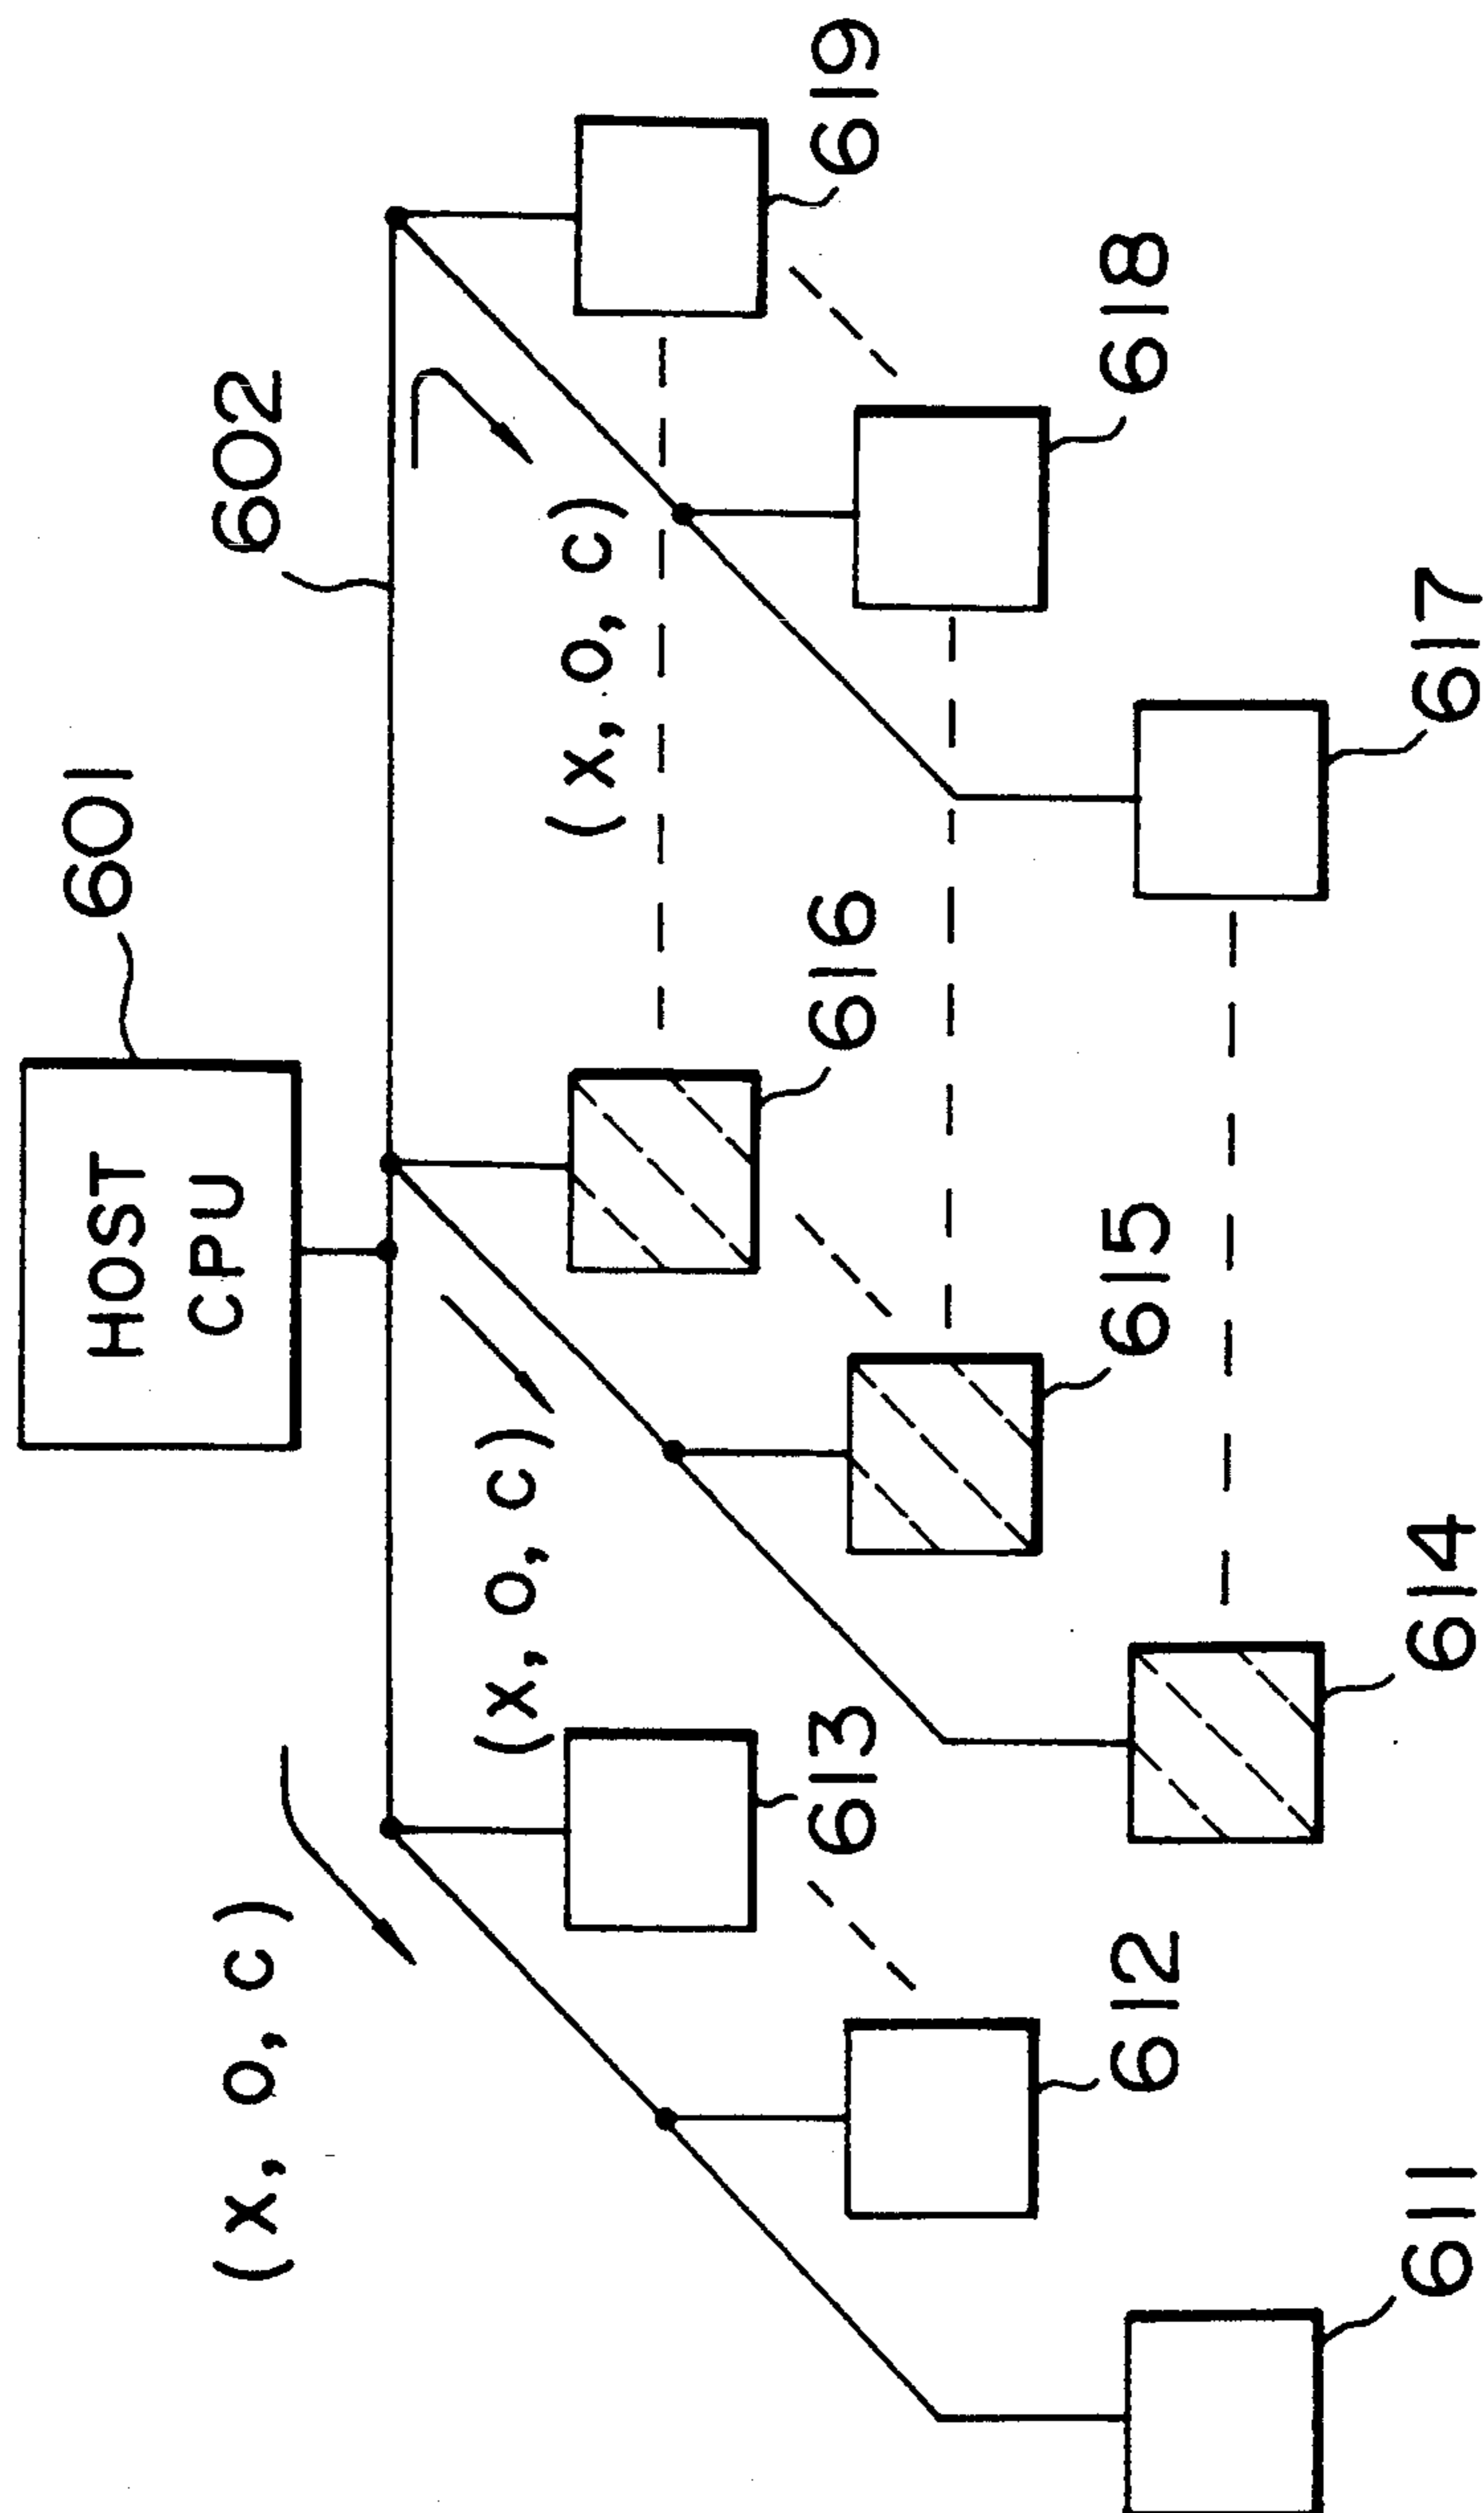 HOST
CPU
601
(x, o, c)
602
(x, o, c)
(x, o, c)
613
616
619
612
615
618
611
614
617